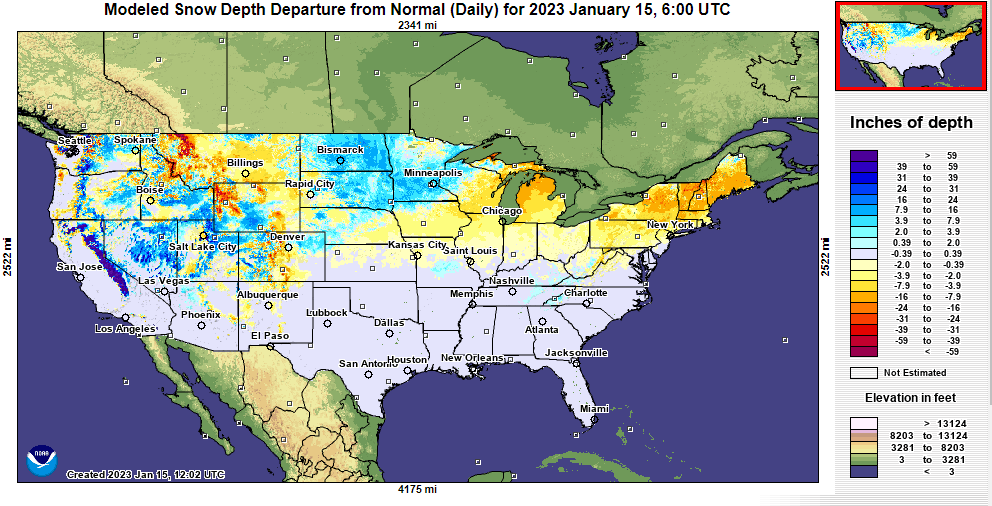 Modeled Snow Depth Departure from Normal (Daily) for 2023 January 15, 6:00 UTC
2341 mi
2522 mi
Seattle
Spokane
Billings
Bismarck
Minneapolis
Boise
Rapid City
Chicago
New York
Salt Lake City
Denver
Kansas City
Saint Louis
San Jose
Las Vegas
Nashville
Albuquerque
Memphis
Charlotte
Los Angeles
Phoenix
Lubbock
Atlanta
El Paso
Dallas
San Antonio
Houston
New Orleans
Jacksonville
Miami
NOAA
Created 2023 Jan 15, 12:02 UTC
4175 mi
2522 mi
Inches of depth
> 59
39 to 59
31 to 39
24 to 31
16 to 24
7.9 to 16
3.9 to 7.9
2.0 to 3.9
0.39 to 2.0
-0.39 to 0.39
-2.0 to -0.39
-3.9 to -2.0
-7.9 to -3.9
-16 to -7.9
-24 to -16
-31 to -24
-39 to -31
-59 to -39
< -59
Not Estimated
Elevation in feet
> 13124
8203 to 13124
3281 to 8203
3 to 3281
< 3